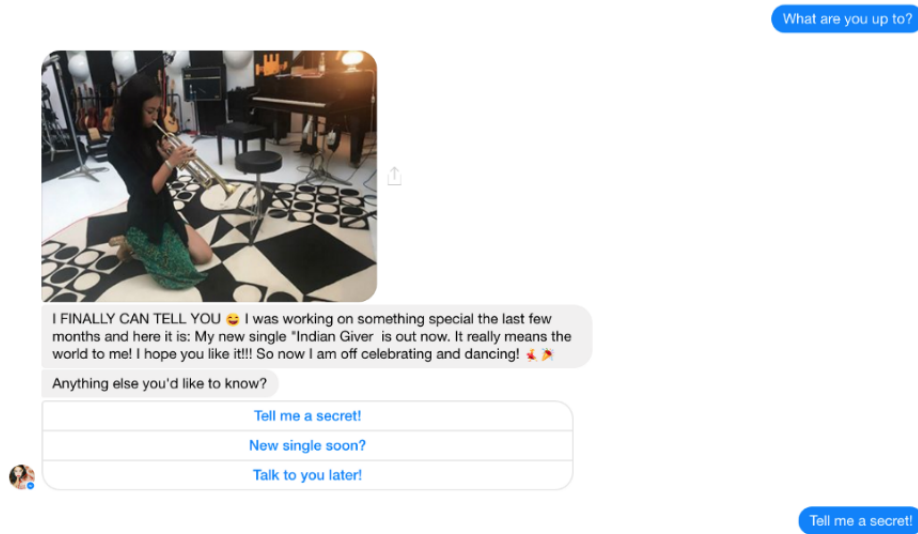 What are you up to?
I FINALLY CAN TELL YOU 😄 I was working on something special the last few
months and here it is: My new single "Indian Giver  is out now. It really means the
world to me! I hope you like it!!! So now I am off celebrating and dancing! 💃 🎉
Anything else you'd like to know?
Tell me a secret!
New single soon?
Talk to you later!
Tell me a secret!